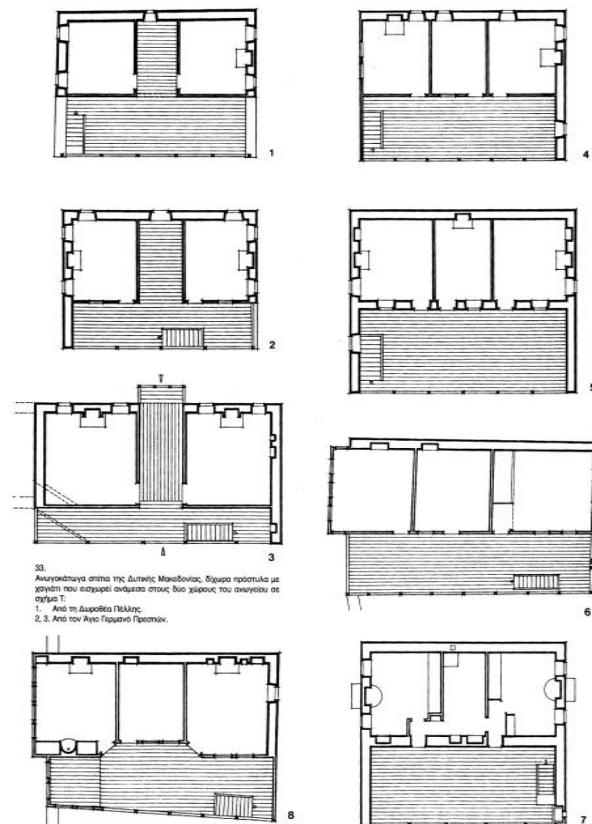 1
4
2
5
3
33.
Ανωγοκάτωγα σπίτια της Δυτικής Μακεδονίας, δίχωρα πρόστυλα με
χαγιάτι που εισχωρεί ανάμεσα στους δύο χώρους του ανωγείου σε
σχήμα Τ:
1. Από τη Δωροθέα Πέλλης.
2, 3. Από τον Άγιο Γερμανό Πρεσπών.
6
8
7